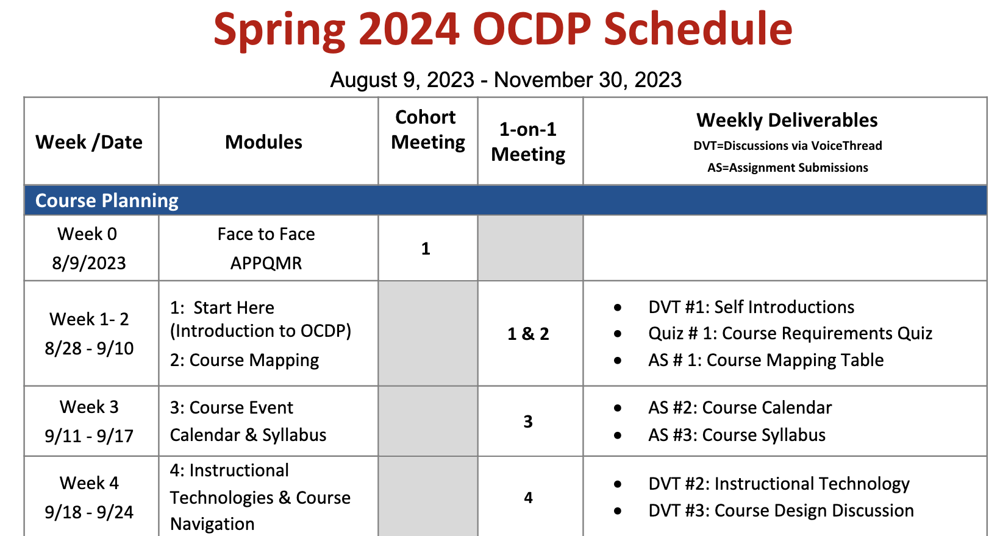 Spring 2024 OCDP Schedule
August 9, 2023 - November 30, 2023
Week /Date
Modules
Cohort
Meeting
1-on-1
Meeting
Weekly Deliverables
DVT=Discussions via VoiceThread
AS=Assignment Submissions
Course Planning
Week 0
8/9/2023
Face to Face
APPQMR
1
Week 1- 2
8/28 - 9/10
1:  Start Here
(Introduction to OCDP)
2: Course Mapping
1 & 2
• DVT #1: Self Introductions
• Quiz # 1: Course Requirements Quiz
• AS # 1: Course Mapping Table
Week 3
9/11 - 9/17
3: Course Event
Calendar & Syllabus
3
• AS #2: Course Calendar
• AS #3: Course Syllabus
Week 4
9/18 - 9/24
4: Instructional
Technologies & Course
Navigation
4
• DVT #2: Instructional Technology
• DVT #3: Course Design Discussion